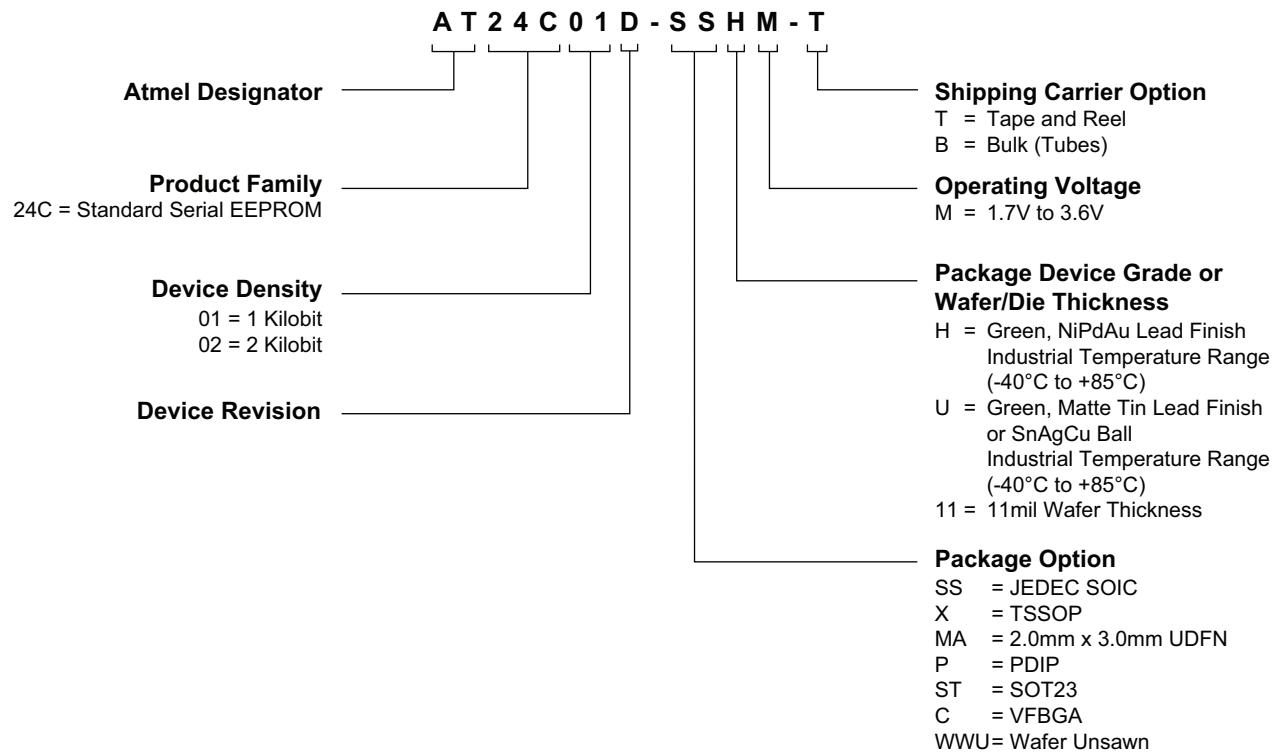 AT24C01D-SSHM-T
Atmel Designator
Product Family
24C = Standard Serial EEPROM
Device Density
01 = 1 Kilobit
02 = 2 Kilobit
Device Revision
Shipping Carrier Option
T = Tape and Reel
B = Bulk (Tubes)
Operating Voltage
M = 1.7V to 3.6V
Package Device Grade or
Wafer/Die Thickness
H = Green, NiPdAu Lead Finish
Industrial Temperature Range
(-40°C to +85°C)
U = Green, Matte Tin Lead Finish
or SnAgCu Ball
Industrial Temperature Range
(-40°C to +85°C)
11 = 11mil Wafer Thickness
Package Option
SS = JEDEC SOIC
X = TSSOP
MA = 2.0mm x 3.0mm UDFN
P = PDIP
ST = SOT23
C = VFBGA
WWU= Wafer Unsawn